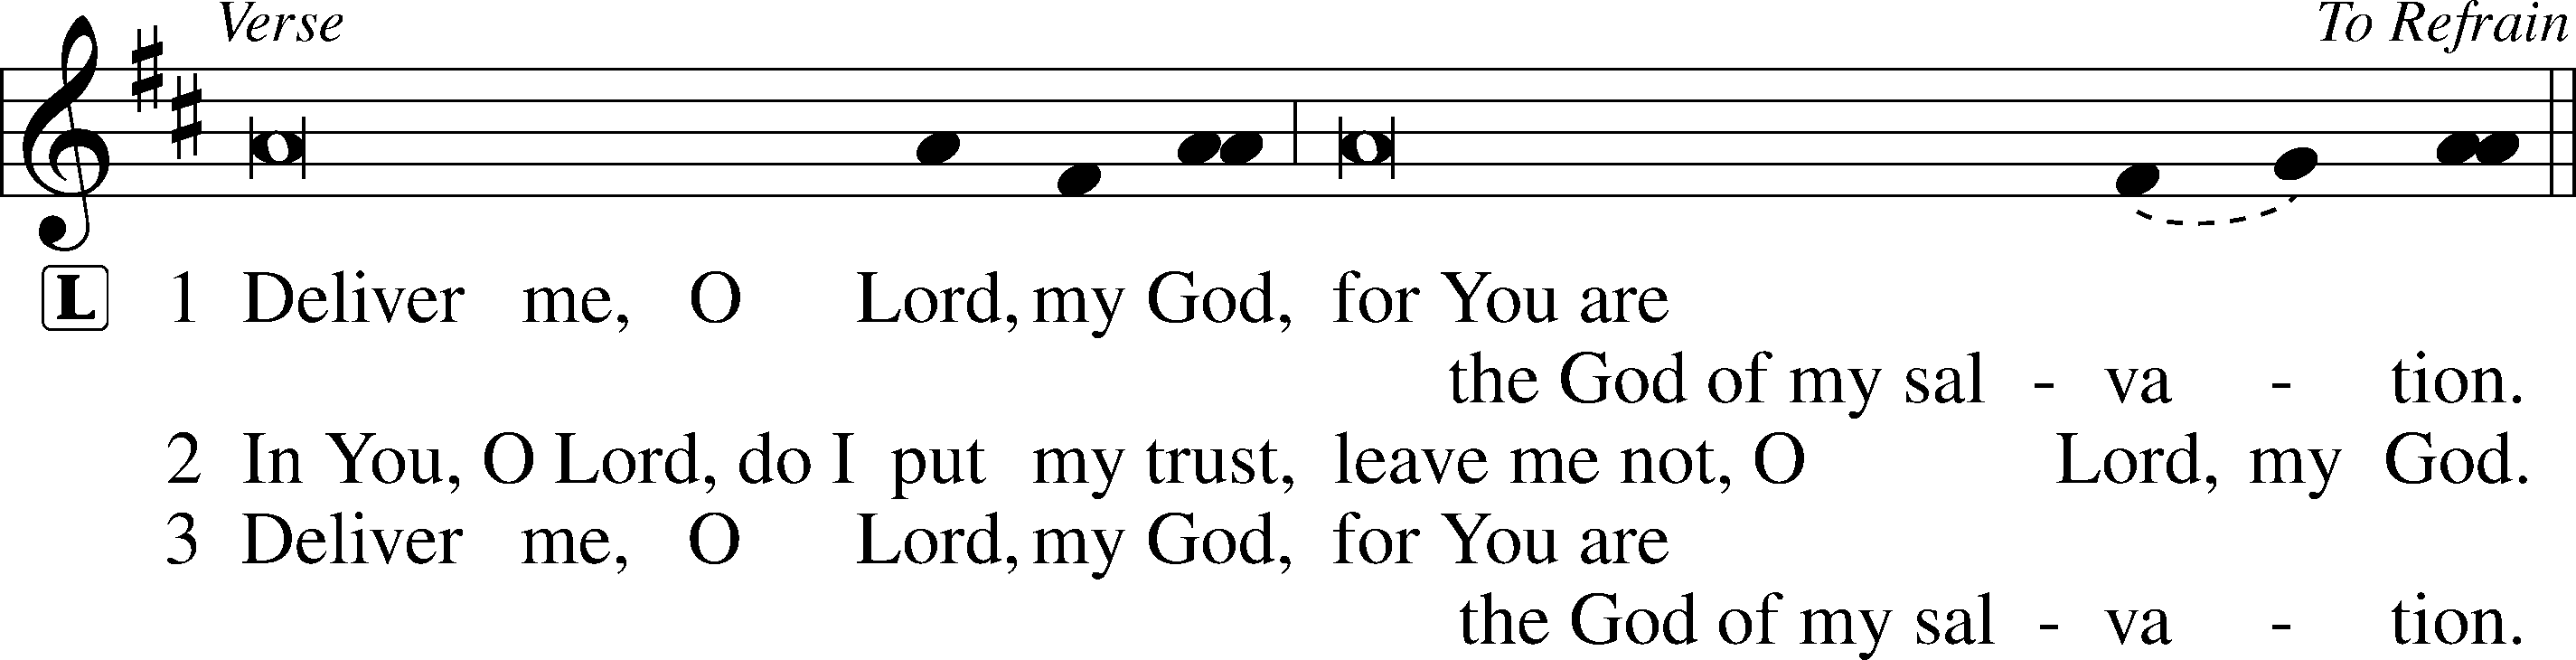 Verse To Refrain
L 1 Deliver me, O Lord, my God, for You are
the God of my sal - va - tion.
2 In You, O Lord, do I put my trust, leave me not, O Lord, my God.
3 Deliver me, O Lord, my God, for You are
the God of my sal - va - tion.